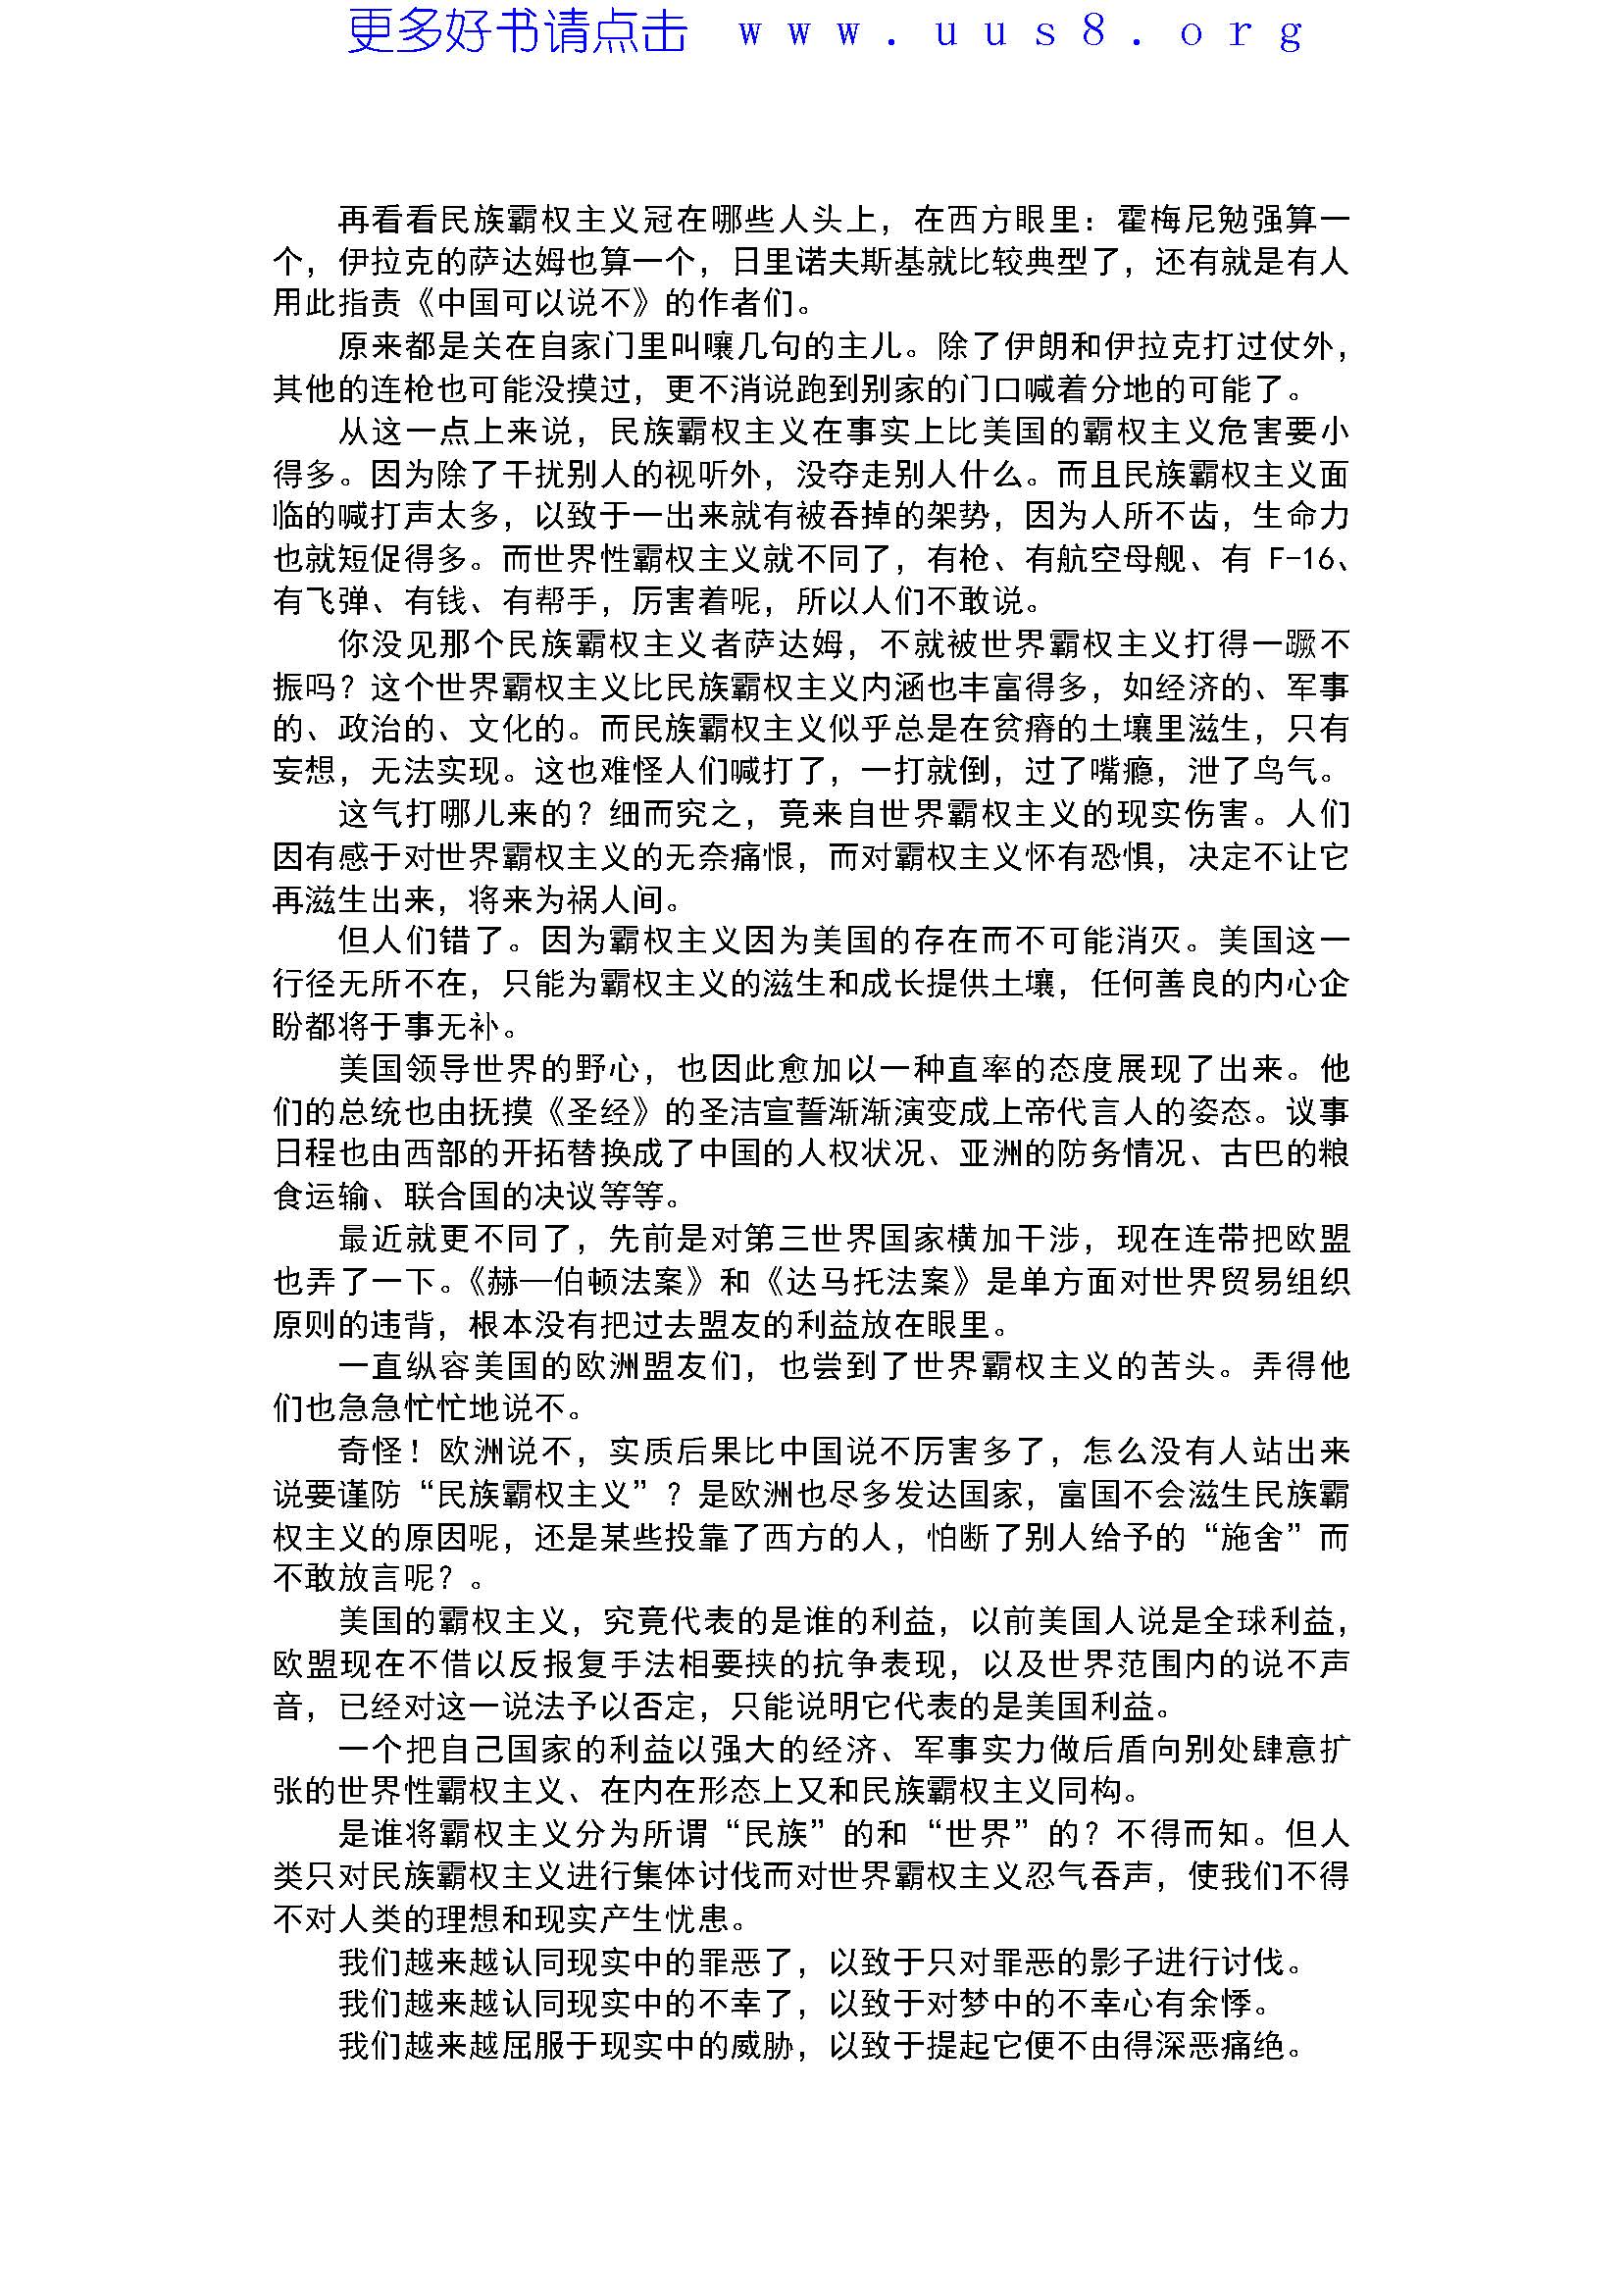 更多好书请点击 www.uus8.org
再看看民族霸权主义冠在哪些人头上，在西方眼里：霍梅尼勉强算一
个，伊拉克的萨达姆也算一个，日里诺夫斯基就比较典型了，还有就是有人
用此指责《中国可以说不》的作者们。
原来都是关在自家门里叫嚷几句的主儿。除了伊朗和伊拉克打过仗外，
其他的连枪也可能没摸过，更不消说跑到别家的门口喊着分地的可能了。
从这一点上来说，民族霸权主义在事实上比美国的霸权主义危害要小
得多。因为除了干扰别人的视听外，没夺走别人什么。而且民族霸权主义面
临的喊打声太多，以致于一出来就有被吞掉的架势，因为人所不齿，生命力
也就短促得多。而世界性霸权主义就不同了，有枪、有航空母舰、有 F-16、
有飞弹、有钱、有帮手，厉害着呢，所以人们不敢说。
你没见那个民族霸权主义者萨达姆，不就被世界霸权主义打得一蹶不
振吗？这个世界霸权主义比民族霸权主义内涵也丰富得多，如经济的、军事
的、政治的、文化的。而民族霸权主义似乎总是在贫瘠的土壤里滋生，只有
妄想，无法实现。这也难怪人们喊打了，一打就倒，过了嘴瘾，泄了鸟气。
这气打哪儿来的？细而究之，竟来自世界霸权主义的现实伤害。人们
因有感于对世界霸权主义的无奈痛恨，而对霸权主义怀有恐惧，决定不让它
再滋生出来，将来为祸人间。
但人们错了。因为霸权主义因为美国的存在而不可能消灭。美国这一
行径无所不在，只能为霸权主义的滋生和成长提供土壤，任何善良的内心企
盼都将于事无补。
美国领导世界的野心，也因此愈加以一种直率的态度展现了出来。他
们的总统也由抚摸《圣经》的圣洁宣誓渐渐演变成上帝代言人的姿态。议事
日程也由西部的开拓替换成了中国的人权状况、亚洲的防务情况、古巴的粮
食运输、联合国的决议等等。
最近就更不同了，先前是对第三世界国家横加干涉，现在连带把欧盟
也弄了一下。《赫—伯顿法案》和《达马托法案》是单方面对世界贸易组织
原则的违背，根本没有把过去盟友的利益放在眼里。
一直纵容美国的欧洲盟友们，也尝到了世界霸权主义的苦头。弄得他
们也急急忙忙地说不。
奇怪！欧洲说不，实质后果比中国说不厉害多了，怎么没有人站出来
说要谨防“民族霸权主义”？是欧洲也尽多发达国家，富国不会滋生民族霸
权主义的原因呢，还是某些投靠了西方的人，怕断了别人给予的“施舍”而
不敢放言呢？。
美国的霸权主义，究竟代表的是谁的利益，以前美国人说是全球利益，
欧盟现在不借以反报复手法相要挟的抗争表现，以及世界范围内的说不声
音，已经对这一说法予以否定，只能说明它代表的是美国利益。
一个把自己国家的利益以强大的经济、军事实力做后盾向别处肆意扩
张的世界性霸权主义、在内在形态上又和民族霸权主义同构。
是谁将霸权主义分为所谓“民族”的和“世界”的？不得而知。但人
类只对民族霸权主义进行集体讨伐而对世界霸权主义忍气吞声，使我们不得
不对人类的理想和现实产生忧患。
我们越来越认同现实中的罪恶了，以致于只对罪恶的影子进行讨伐。
我们越来越认同现实中的不幸了，以致于对梦中的不幸心有余悸。
我们越来越屈服于现实中的威胁，以致于提起它便不由得深恶痛绝。